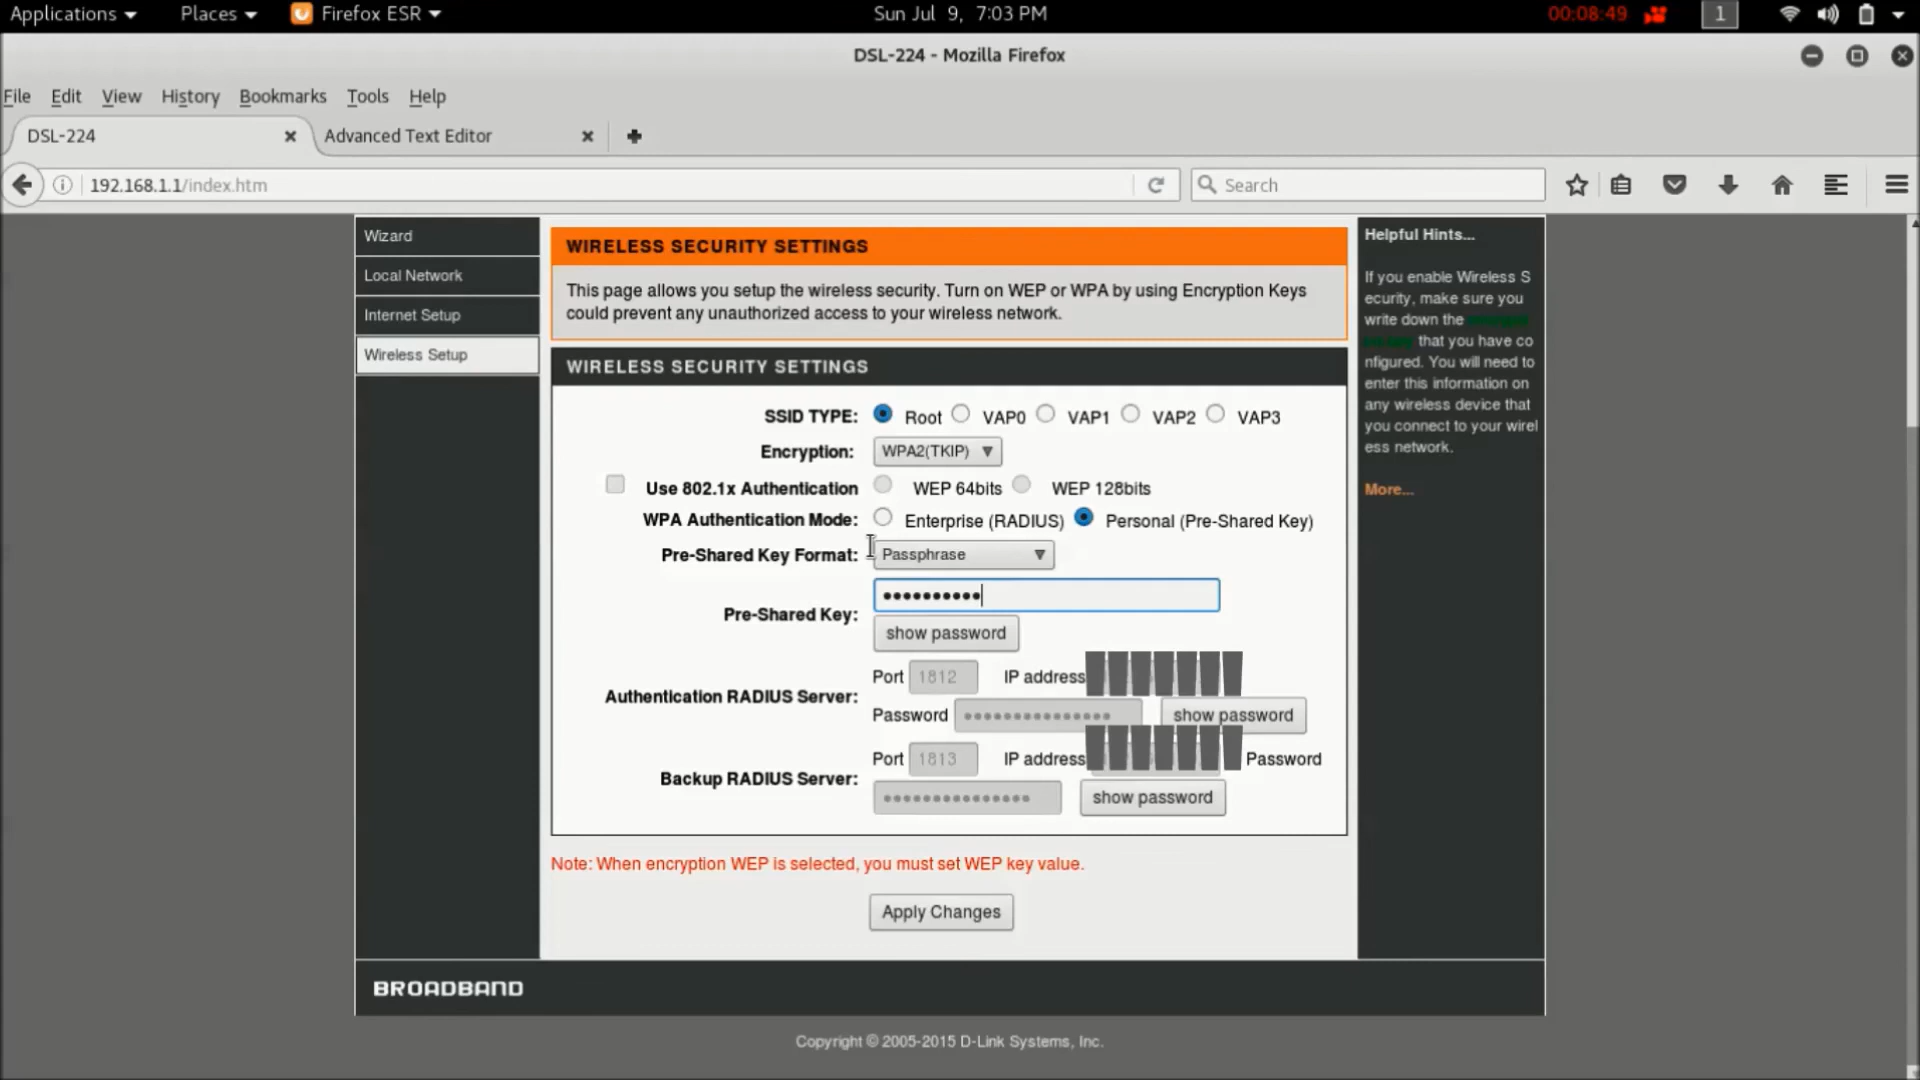 Applications Places Firefox ESR Sun Jul 9, 7:03 PM 00:08:49 1
DSL-224 - Mozilla Firefox
File Edit View History Bookmarks Tools Help
DSL-224 Advanced Text Editor
192.168.1.1/index.htm Search
Wizard
Local Network
Internet Setup
Wireless Setup
WIRELESS SECURITY SETTINGS
This page allows you setup the wireless security. Turn on WEP or WPA by using Encryption Keys
could prevent any unauthorized access to your wireless network.
WIRELESS SECURITY SETTINGS
SSID TYPE: Root VAP0 VAP1 VAP2 VAP3
Encryption: WPA2(TKIP)
Use 802.1x Authentication WEP 64bits WEP 128bits
WPA Authentication Mode: Enterprise (RADIUS) Personal (Pre-Shared Key)
Pre-Shared Key Format: Passphrase
Pre-Shared Key: ••••••••••
show password
Authentication RADIUS Server: Port 1812 IP address
Password ••••••••••••••• show password
Backup RADIUS Server: Port 1813 IP address Password
••••••••••••••• show password
Note: When encryption WEP is selected, you must set WEP key value.
Apply Changes
Helpful Hints...
If you enable Wireless S
ecurity, make sure you
write down the
that you have co
nfigured. You will need to
enter this information on
any wireless device that
you connect to your wirel
ess network.
More...
BROADBAND
Copyright © 2005-2015 D-Link Systems, Inc.